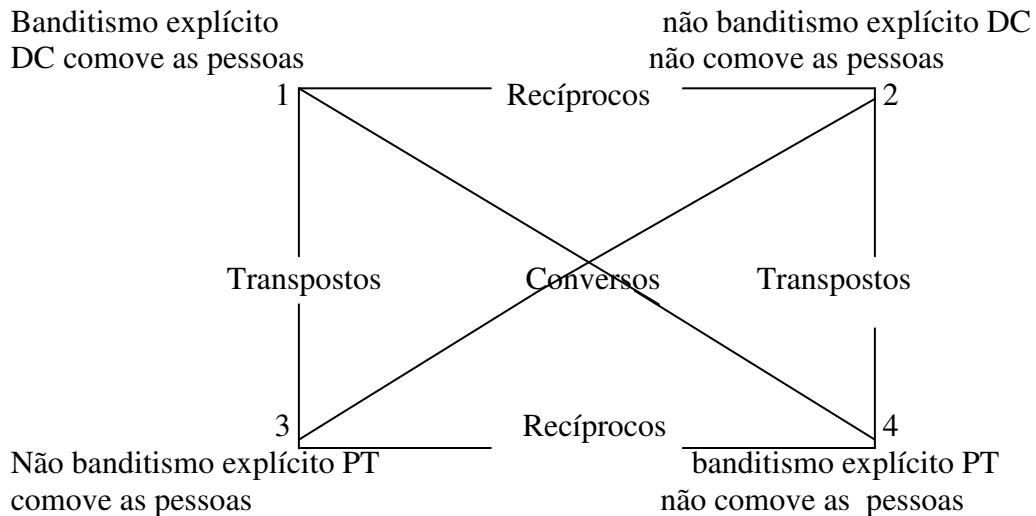 Banditismo explícito
DC comove as pessoas
não banditismo explícito DC
não comove as pessoas
1
Recíprocos
2
Transpostos
Conversos
Transpostos
3
Recíprocos
4
Não banditismo explícito PT
comove as pessoas
banditismo explícito PT
não comove as pessoas